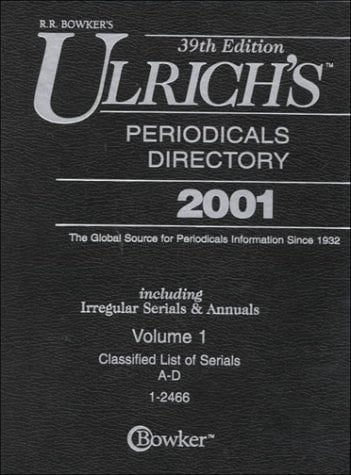 R.R. BOWKER'S
39th Edition
ULRICH'S™
PERIODICALS
DIRECTORY
2001
The Global Source for Periodicals Information Since 1932
including
Irregular Serials & Annuals
Volume 1
Classified List of Serials
A-D
1-2466
Bowker™